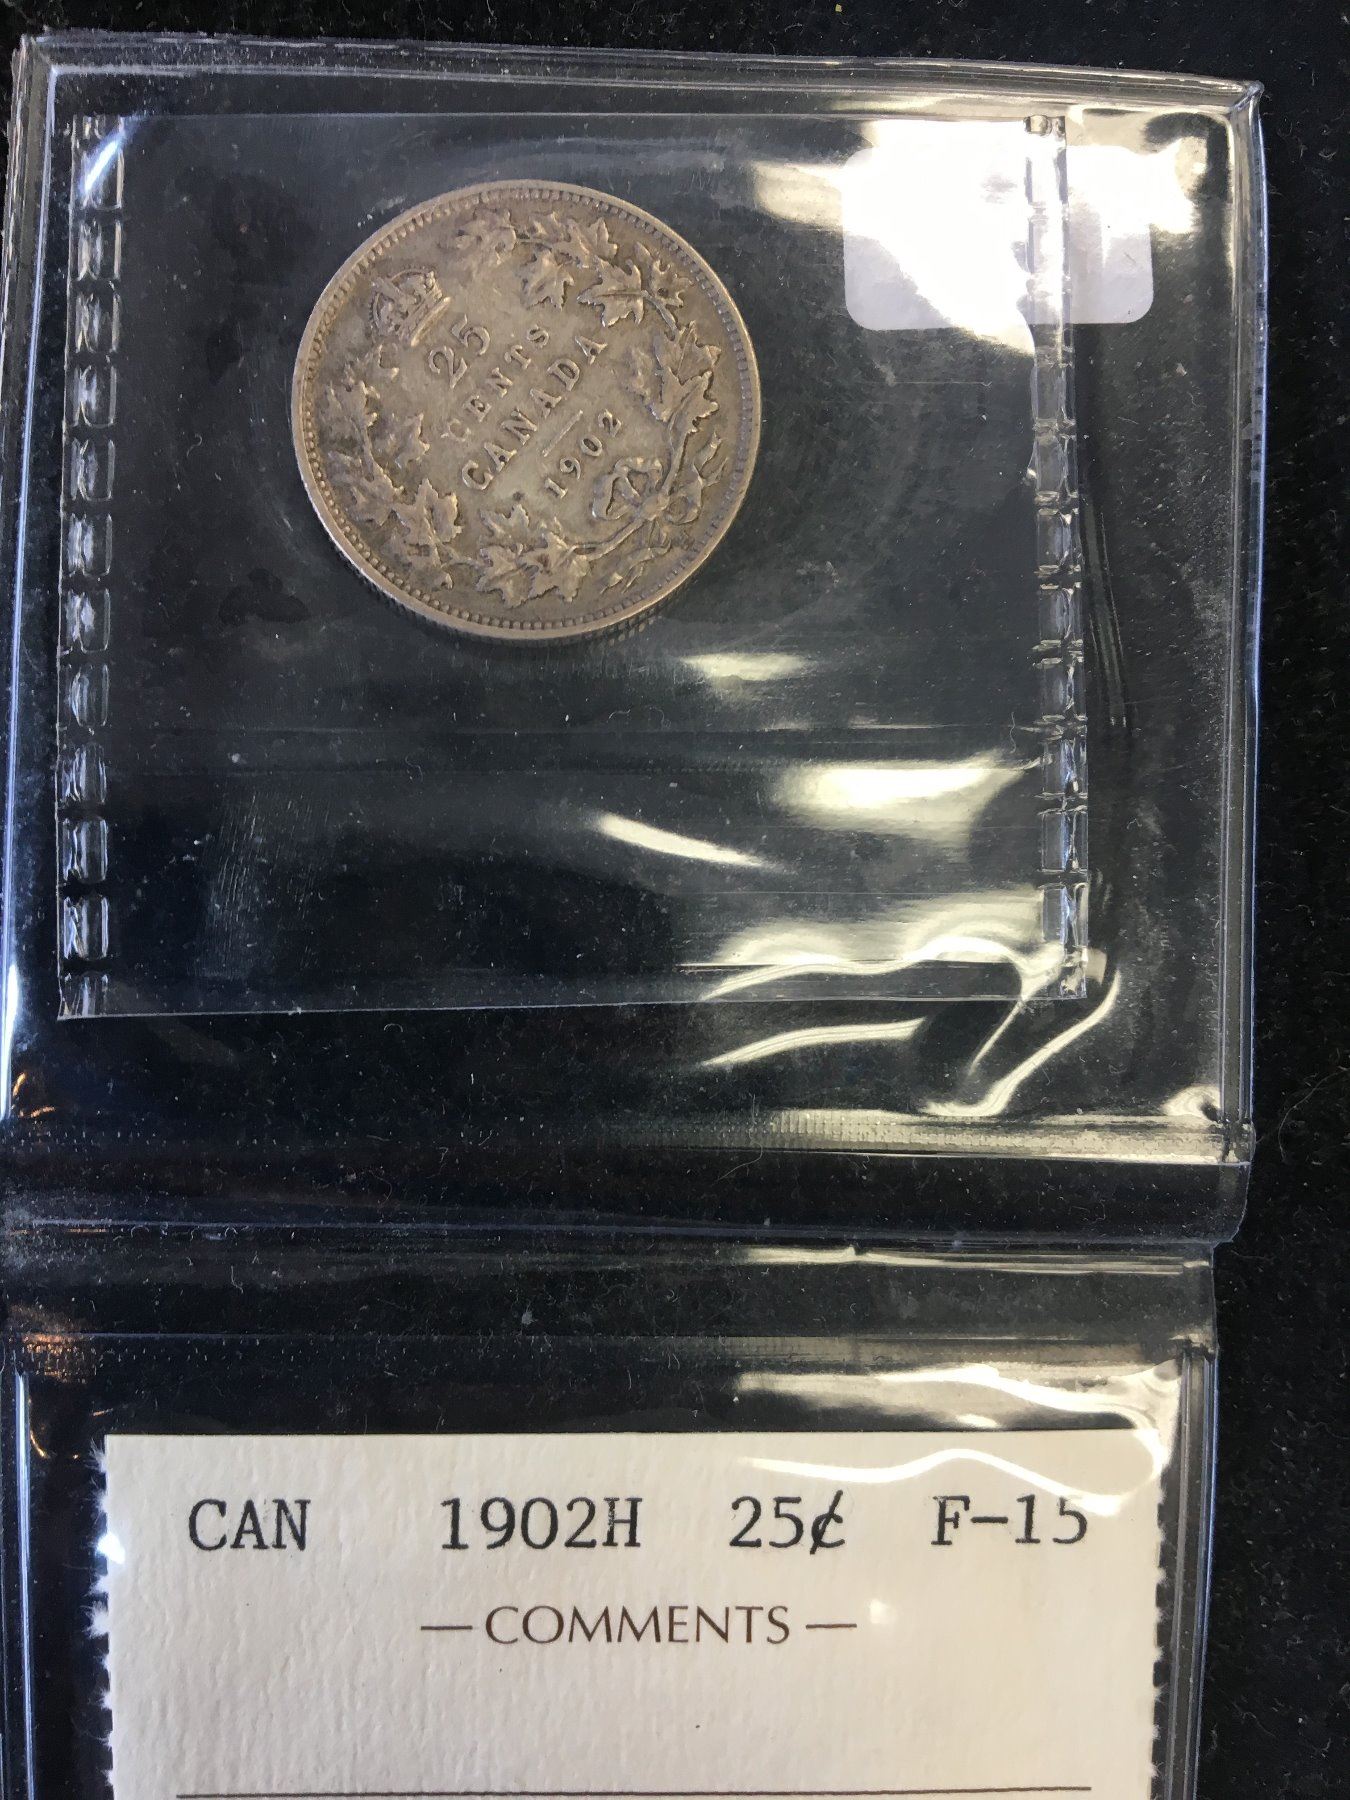 25
CENTS
CANADA
1902
CAN 1902H 25¢ F-15
— COMMENTS —